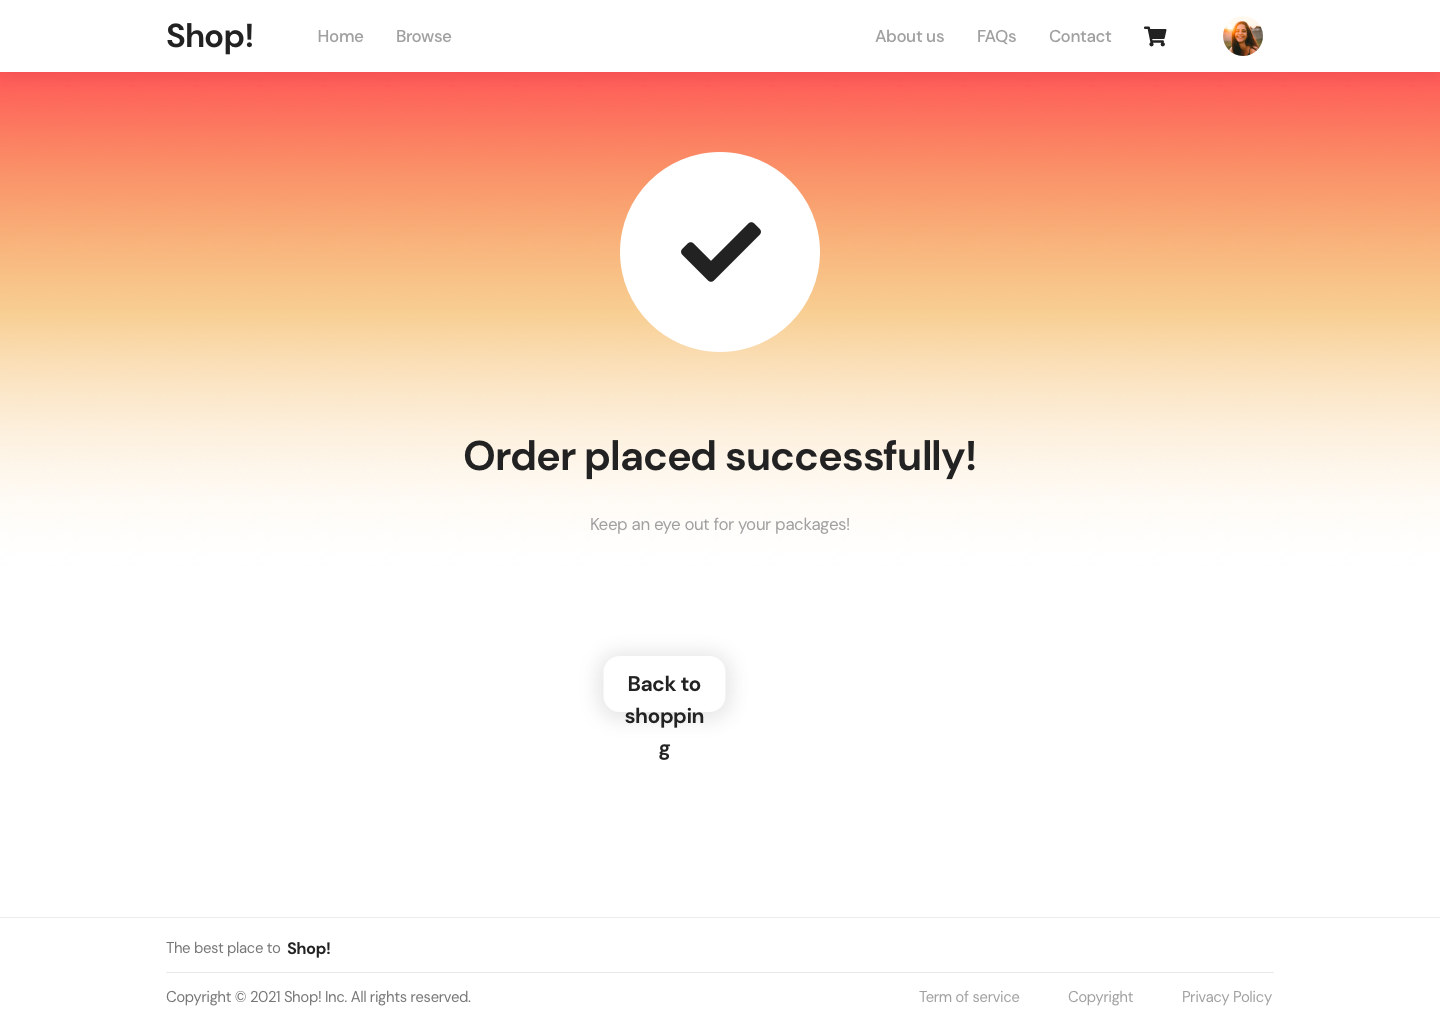 Shop! Home Browse About us FAQs Contact
Order placed successfully!
Keep an eye out for your packages!
Back to
shoppin
g
The best place to Shop!
Copyright © 2021 Shop! Inc. All rights reserved. Term of service Copyright Privacy Policy